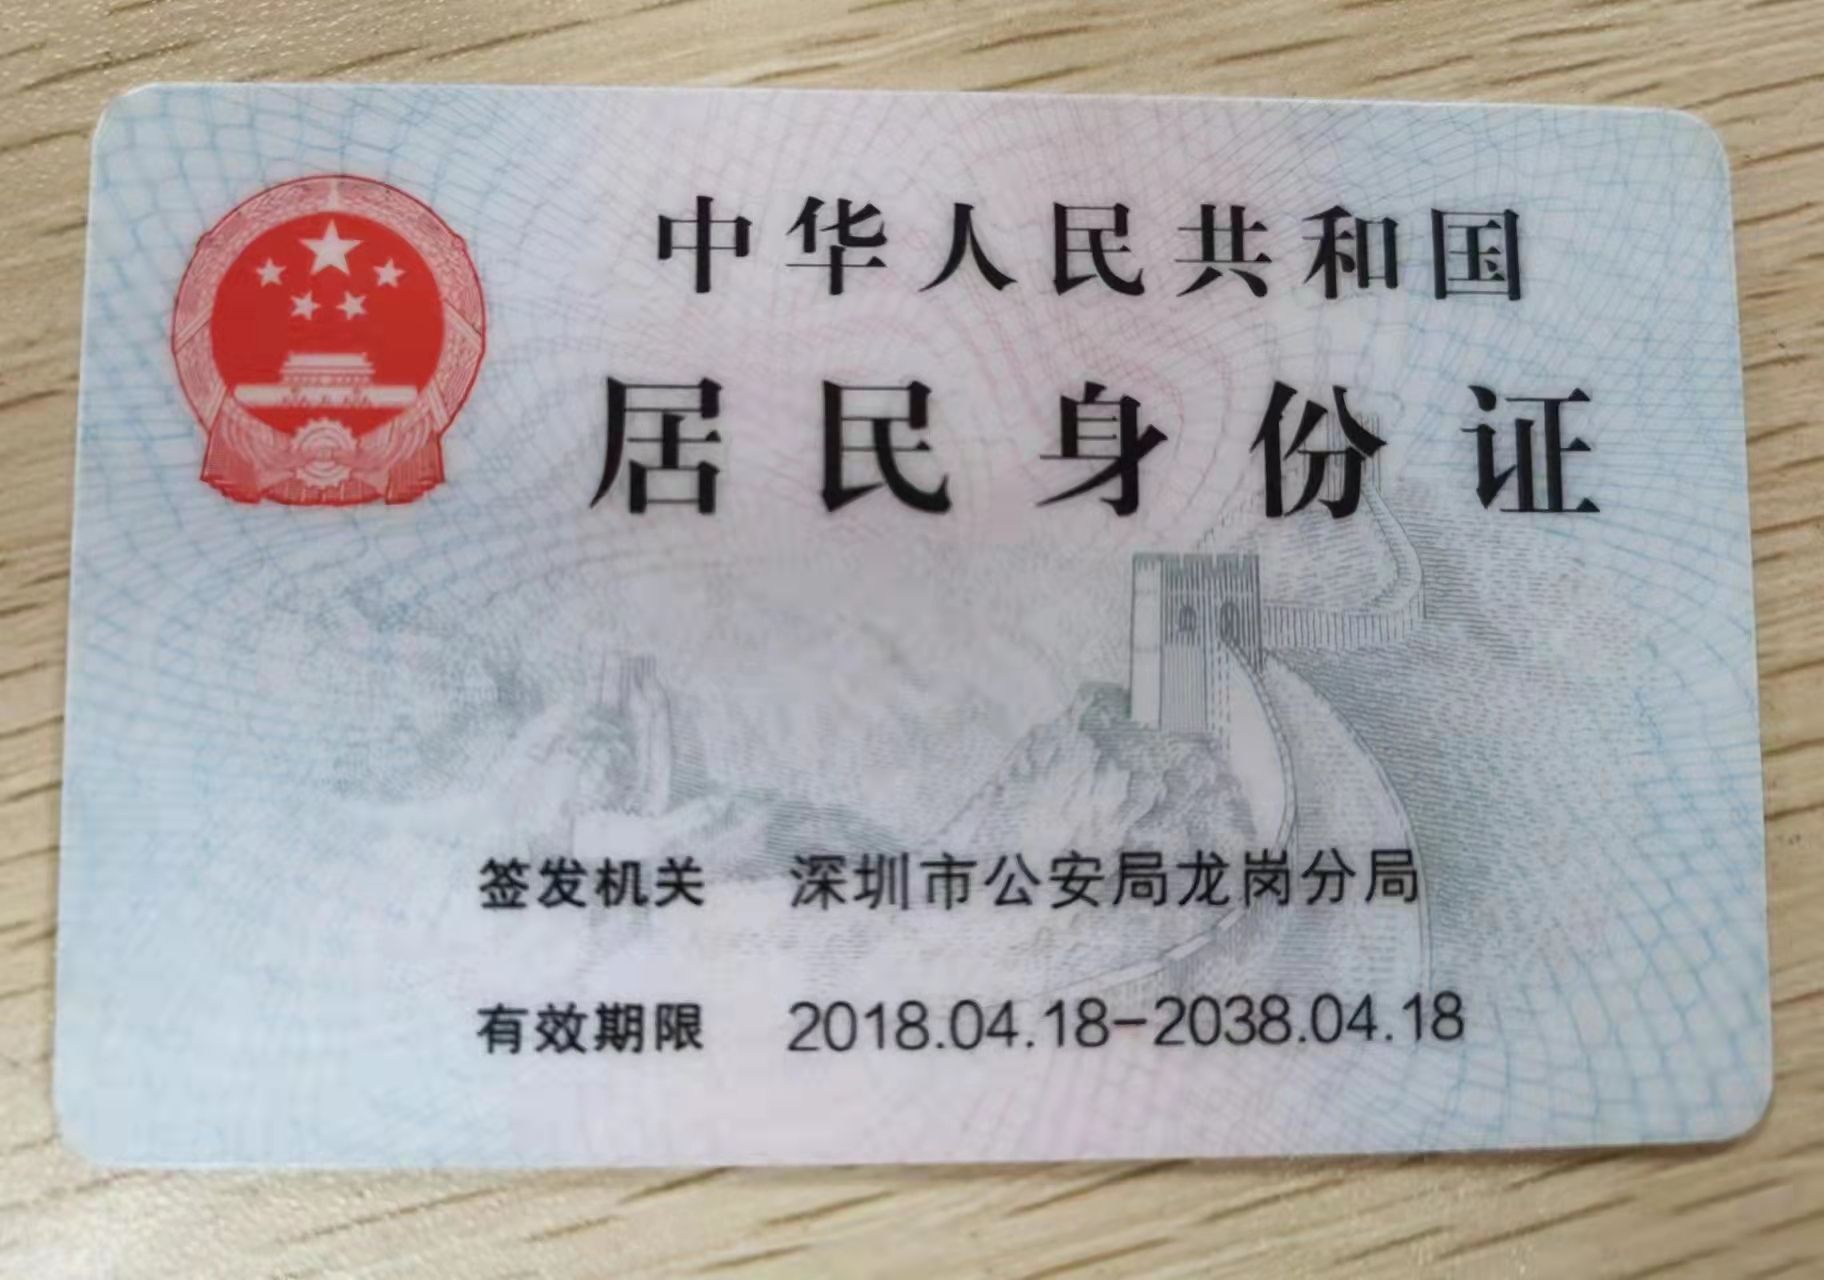 中华人民共和国
居民身份证
签发机关 深圳市公安局龙岗分局
有效期限 2018.04.18-2038.04.18